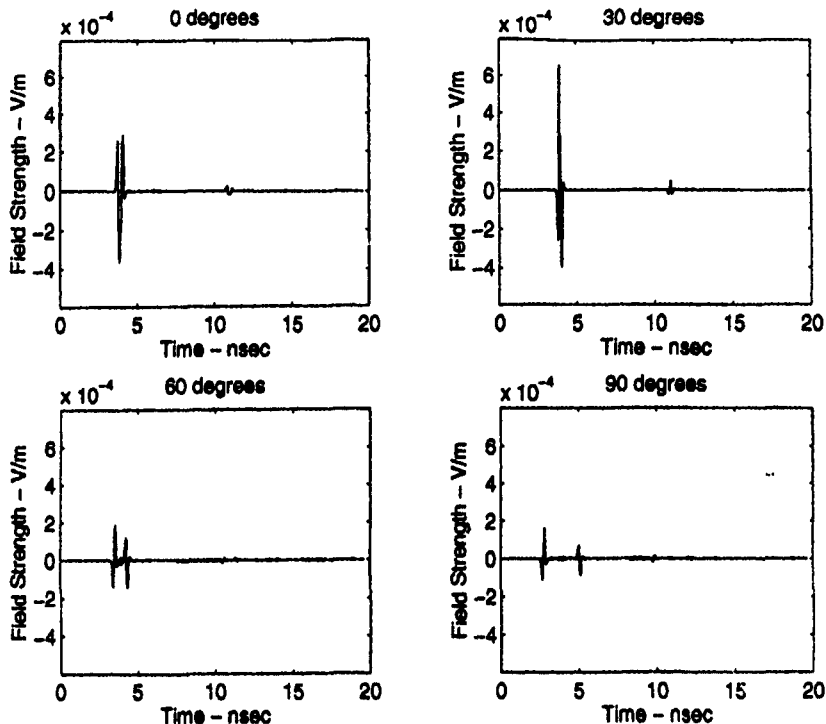 x 10⁻⁴
0 degrees
6
4
2
0
−2
−4
Field Strength – V/m
0 5 10 15 20
Time – nsec
x 10⁻⁴
30 degrees
6
4
2
0
−2
−4
Field Strength – V/m
0 5 10 15 20
Time – nsec
x 10⁻⁴
60 degrees
6
4
2
0
−2
−4
Field Strength – V/m
0 5 10 15 20
Time – nsec
x 10⁻⁴
90 degrees
6
4
2
0
−2
−4
Field Strength – V/m
0 5 10 15 20
Time – nsec